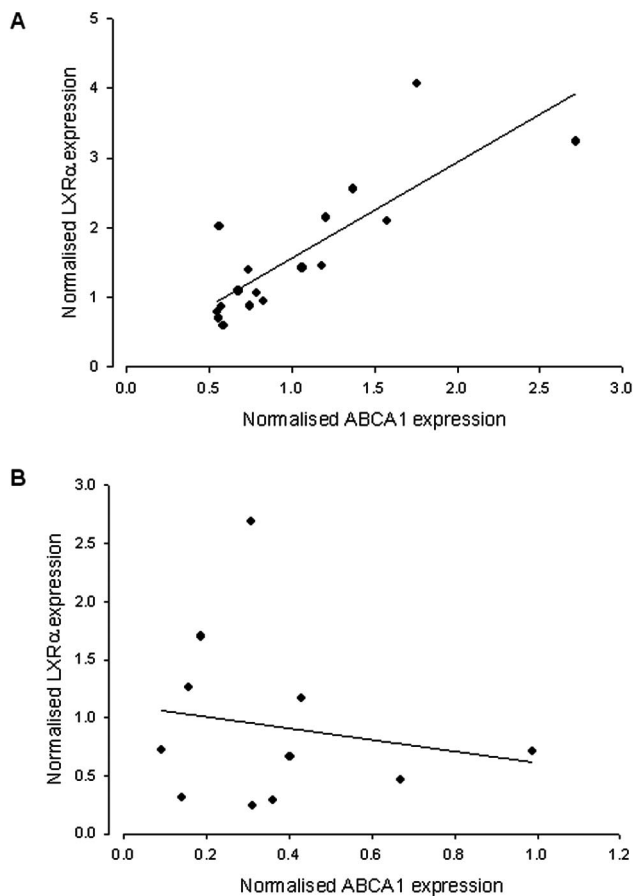 A
5
4
3
2
1
0
Normalised LXRα expression
0.0 0.5 1.0 1.5 2.0 2.5 3.0
Normalised ABCA1 expression
B
3.0
2.5
2.0
1.5
1.0
0.5
0.0
Normalised LXRα expression
0.0 0.2 0.4 0.6 0.8 1.0 1.2
Normalised ABCA1 expression